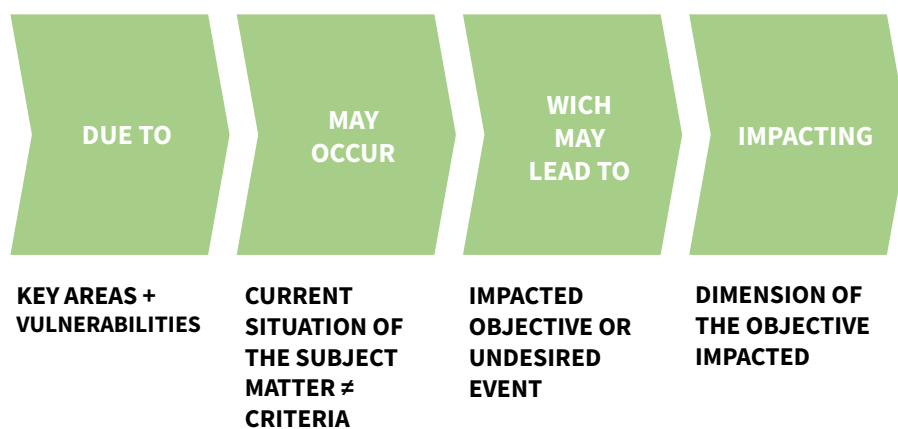 DUE TO
MAY
OCCUR
WICH
MAY
LEAD TO
IMPACTING
KEY AREAS +
VULNERABILITIES
CURRENT
SITUATION OF
THE SUBJECT
MATTER ≠
CRITERIA
IMPACTED
OBJECTIVE OR
UNDESIRED
EVENT
DIMENSION OF
THE OBJECTIVE
IMPACTED